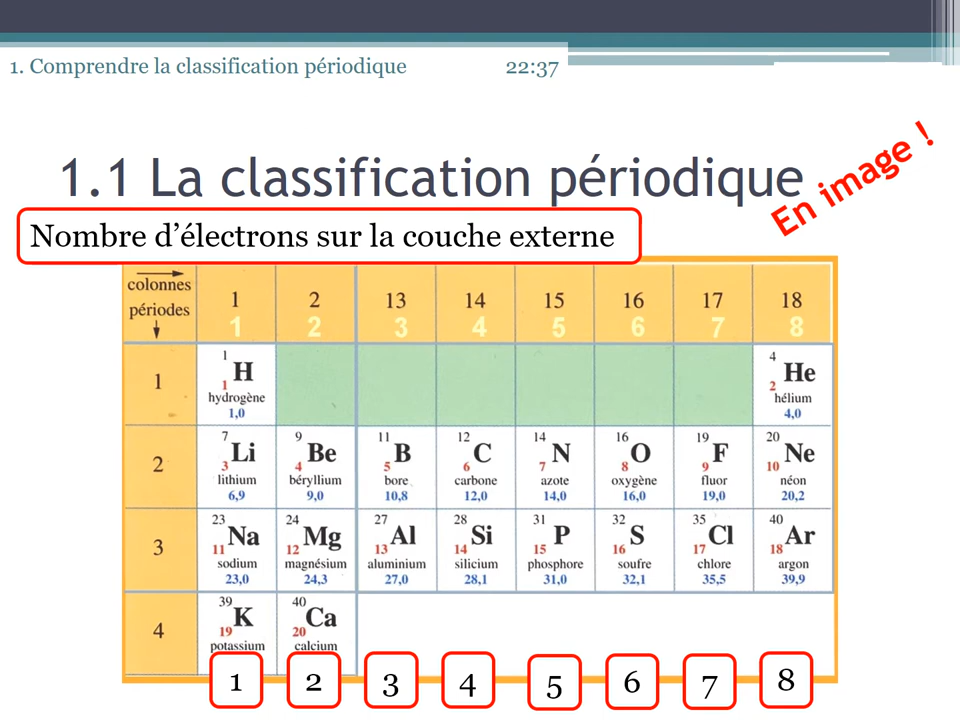 1. Comprendre la classification périodique 22:37
1.1 La classification périodique
En image !
Nombre d’électrons sur la couche externe
colonnes
périodes
1 2 13 14 15 16 17 18
1 2 3 4 5 6 7 8
1
1 H 1 hydrogène 1,0
4 He 2 hélium 4,0
2
7 Li 3 lithium 6,9
9 Be 4 béryllium 9,0
11 B 5 bore 10,8
12 C 6 carbone 12,0
14 N 7 azote 14,0
16 O 8 oxygène 16,0
19 F 9 fluor 19,0
20 Ne 10 néon 20,2
3
23 Na 11 sodium 23,0
24 Mg 12 magnésium 24,3
27 Al 13 aluminium 27,0
28 Si 14 silicium 28,1
31 P 15 phosphore 31,0
32 S 16 soufre 32,1
35 Cl 17 chlore 35,5
40 Ar 18 argon 39,9
4
39 K 19 potassium
40 Ca 20 calcium
1 2 3 4 5 6 7 8